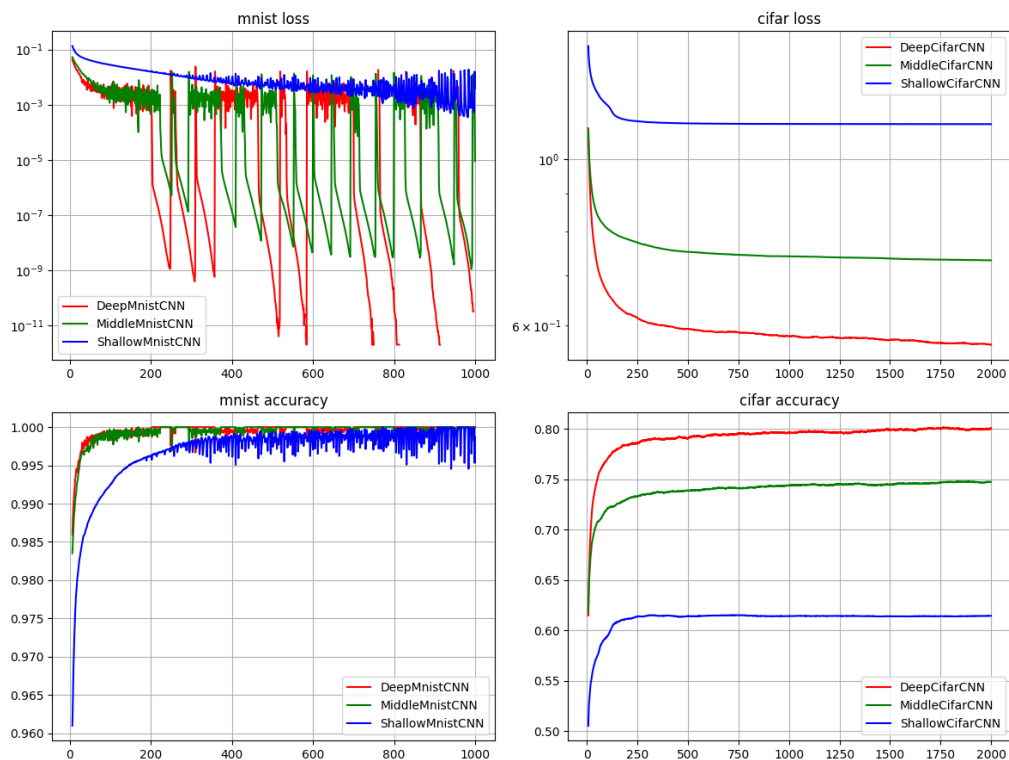 mnist loss
10⁻¹
10⁻³
10⁻⁵
10⁻⁷
10⁻⁹
10⁻¹¹
DeepMnistCNN
MiddleMnistCNN
ShallowMnistCNN
0 200 400 600 800 1000
cifar loss
DeepCifarCNN
MiddleCifarCNN
ShallowCifarCNN
10⁰
6 × 10⁻¹
0 250 500 750 1000 1250 1500 1750 2000
mnist accuracy
1.000
0.995
0.990
0.985
0.980
0.975
0.970
0.965
0.960
DeepMnistCNN
MiddleMnistCNN
ShallowMnistCNN
0 200 400 600 800 1000
cifar accuracy
0.80
0.75
0.70
0.65
0.60
0.55
0.50
DeepCifarCNN
MiddleCifarCNN
ShallowCifarCNN
0 250 500 750 1000 1250 1500 1750 2000